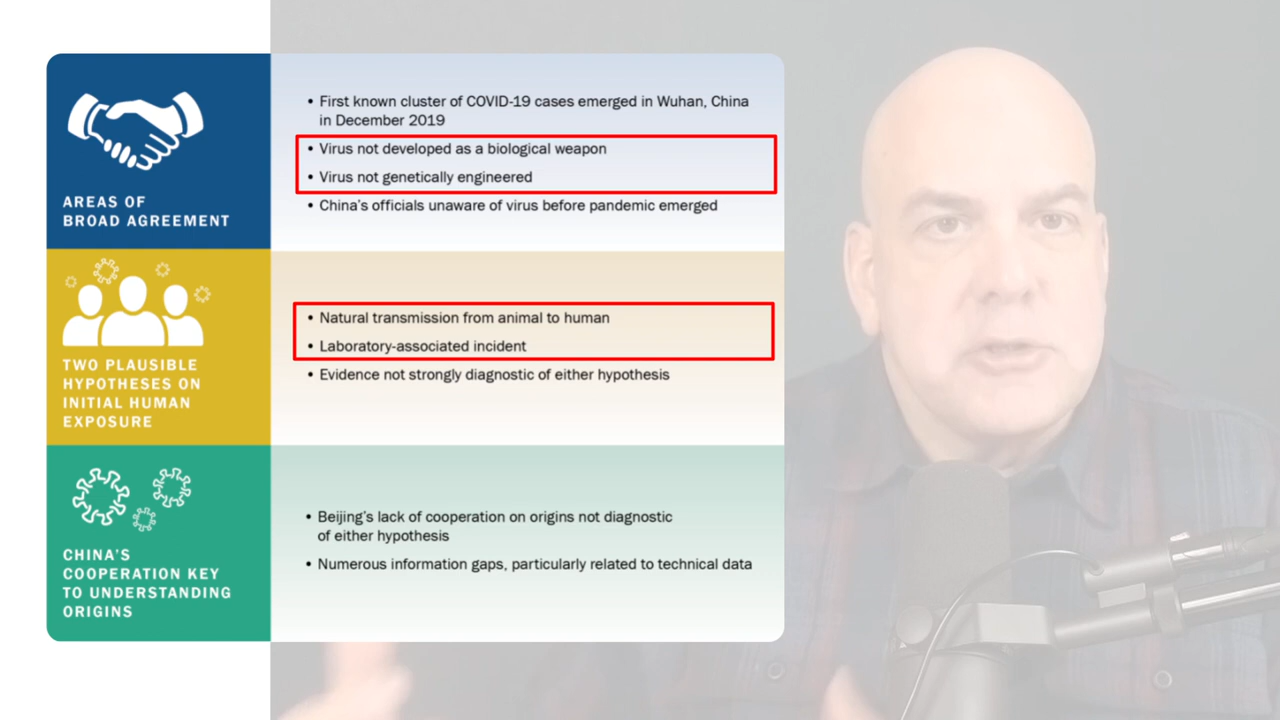 AREAS OF
BROAD AGREEMENT
• First known cluster of COVID-19 cases emerged in Wuhan, China
in December 2019
• Virus not developed as a biological weapon
• Virus not genetically engineered
• China’s officials unaware of virus before pandemic emerged
TWO PLAUSIBLE
HYPOTHESES ON
INITIAL HUMAN
EXPOSURE
• Natural transmission from animal to human
• Laboratory-associated incident
• Evidence not strongly diagnostic of either hypothesis
CHINA’S
COOPERATION KEY
TO UNDERSTANDING
ORIGINS
• Beijing’s lack of cooperation on origins not diagnostic
of either hypothesis
• Numerous information gaps, particularly related to technical data